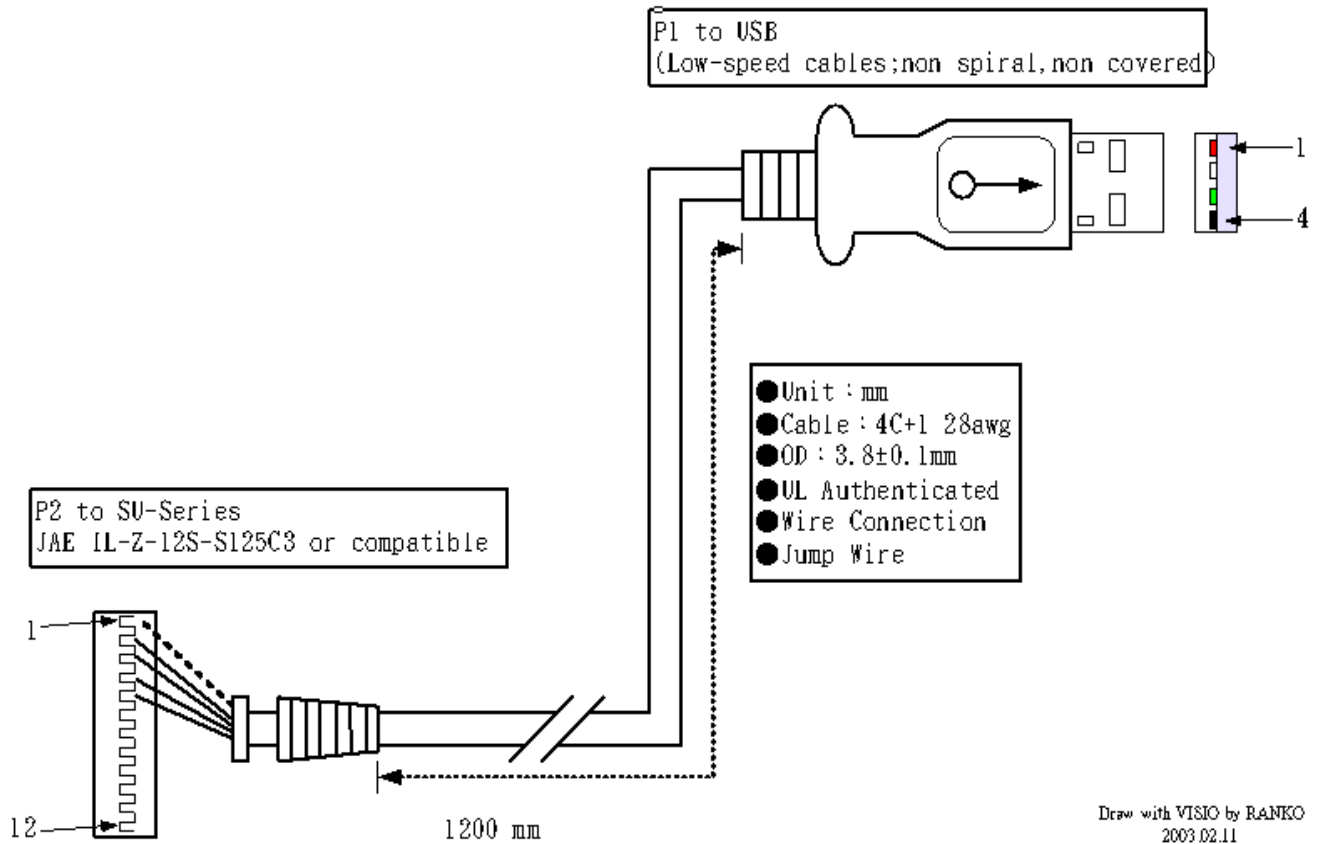 P1 to USB
(Low-speed cables;non spiral,non covered)
1
4
●Unit：mm
●Cable：4C+1 28awg
●OD：3.8±0.1mm
●UL Authenticated
●Wire Connection
●Jump Wire
P2 to SU-Series
JAE IL-Z-12S-S125C3 or compatible
1
12
1200 mm
Draw with VISIO by RANKO
2003.02.11